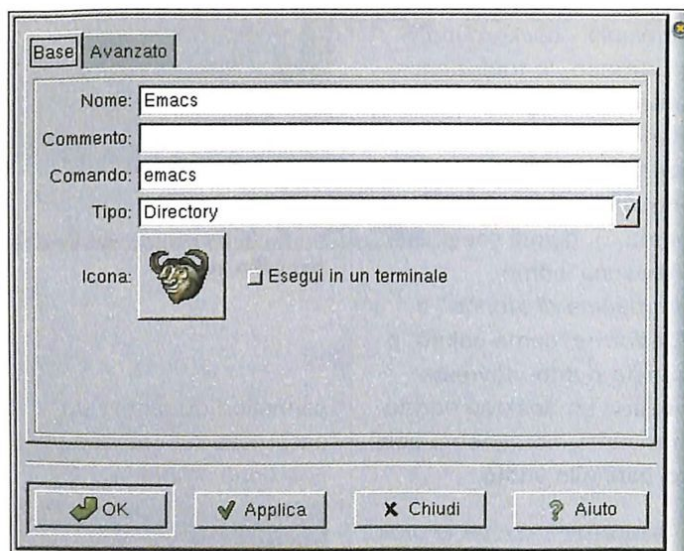 Base Avanzato
Nome: Emacs
Commento:
Comando: emacs
Tipo: Directory
Icona: Esegui in un terminale
OK Applica Chiudi Aiuto